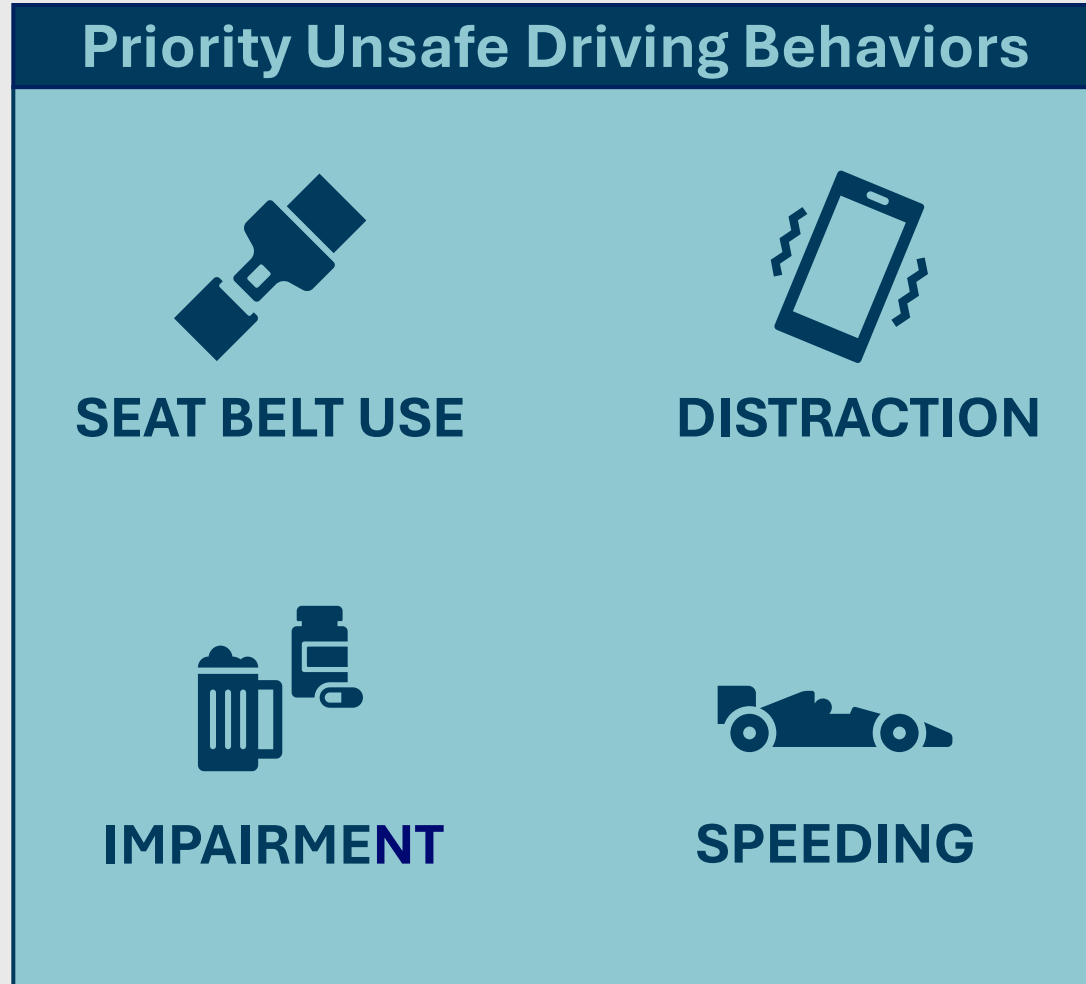 Priority Unsafe Driving Behaviors
SEAT BELT USE
DISTRACTION
IMPAIRMENT
SPEEDING